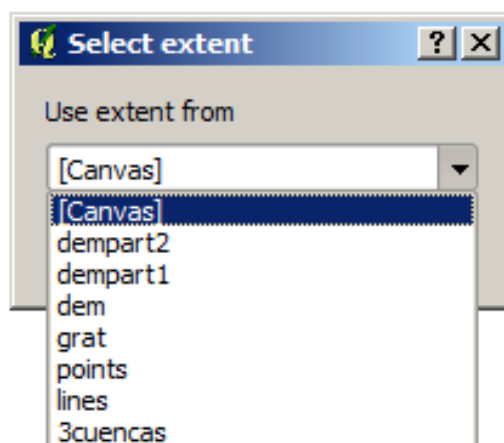 Select extent
Use extent from
[Canvas]
[Canvas]
dempart2
dempart1
dem
grat
points
lines
3cuencas